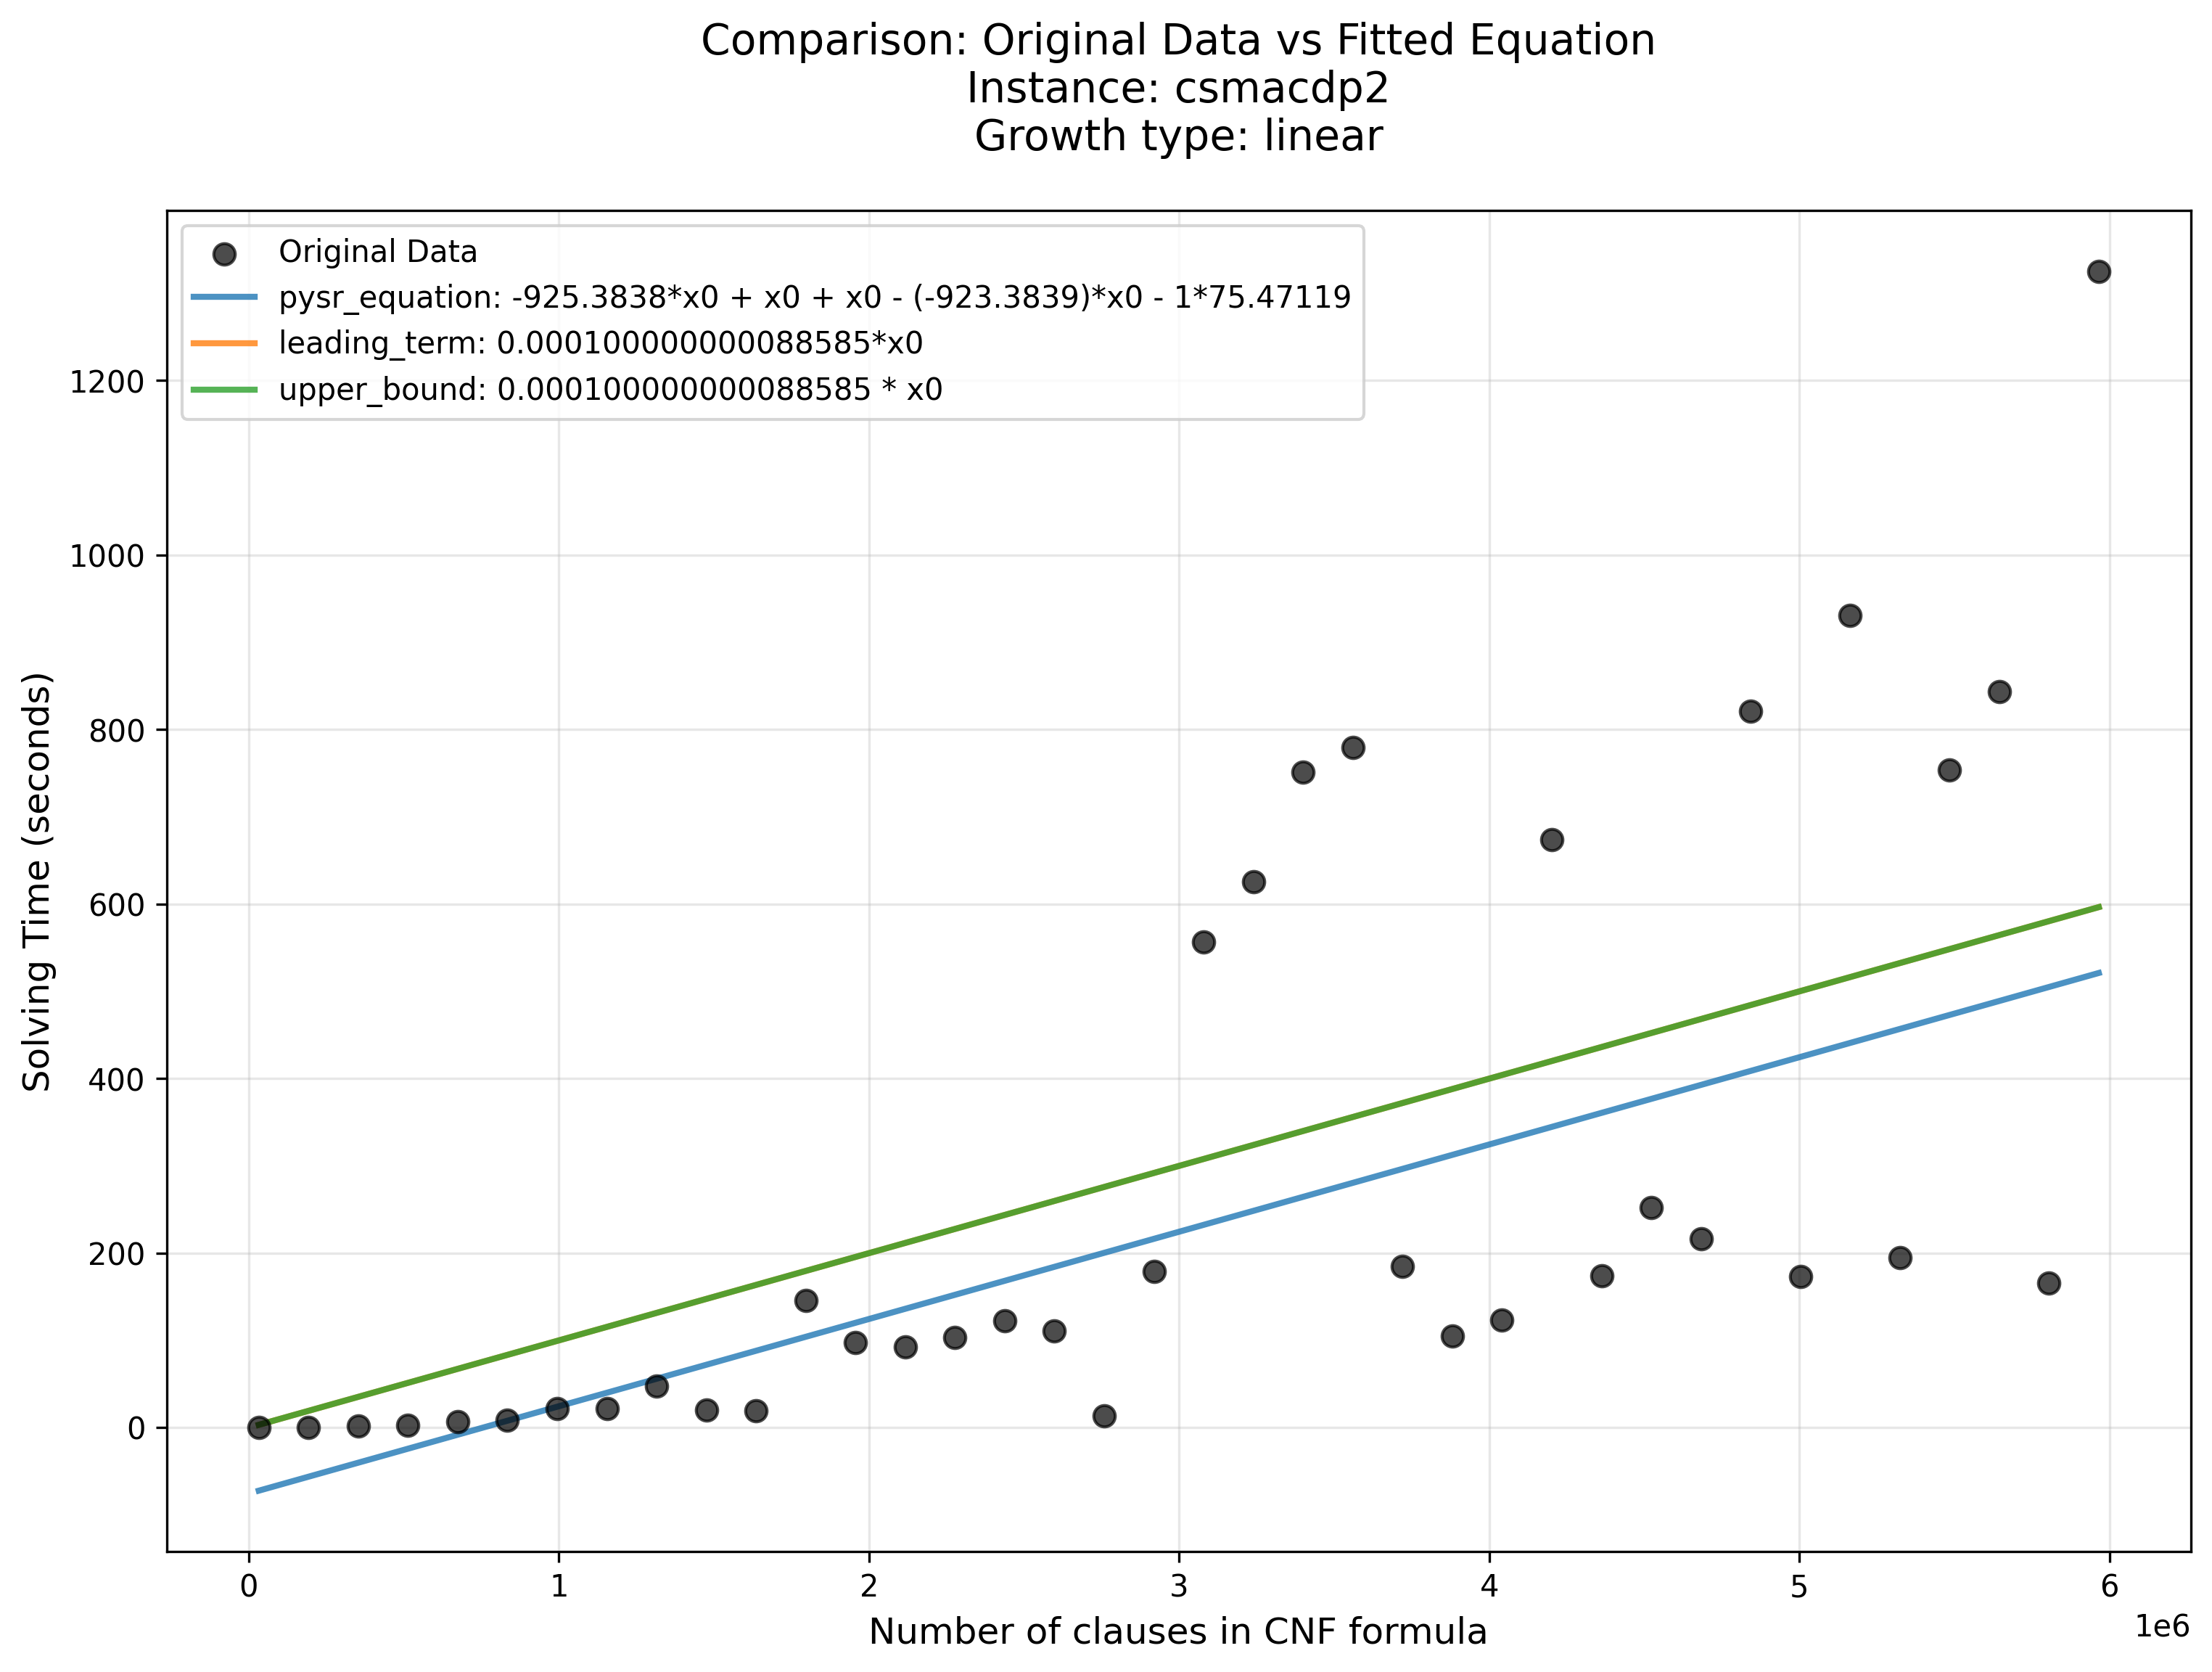 Comparison: Original Data vs Fitted Equation
Instance: csmacdp2
Growth type: linear
Original Data
pysr_equation: -925.3838*x0 + x0 + x0 - (-923.3839)*x0 - 1*75.47119
leading_term: 0.000100000000088585*x0
upper_bound: 0.000100000000088585 * x0
1200
1000
800
600
400
200
0
Solving Time (seconds)
0 1 2 3 4 5 6
1e6
Number of clauses in CNF formula